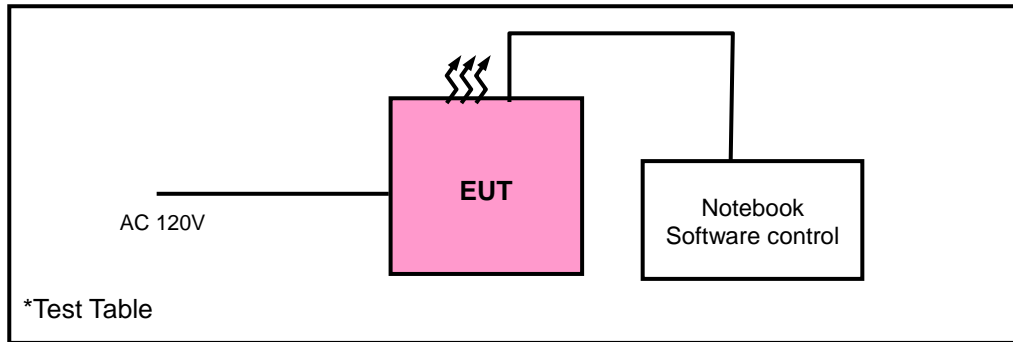 EUT
AC 120V
Notebook
Software control
*Test Table